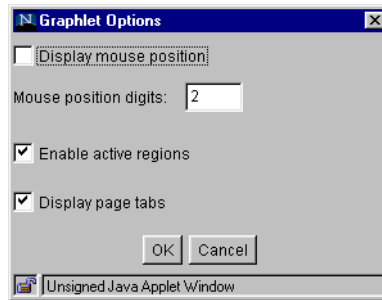 Graphlet Options
Display mouse position
Mouse position digits: 2
Enable active regions
Display page tabs
OK Cancel
Unsigned Java Applet Window